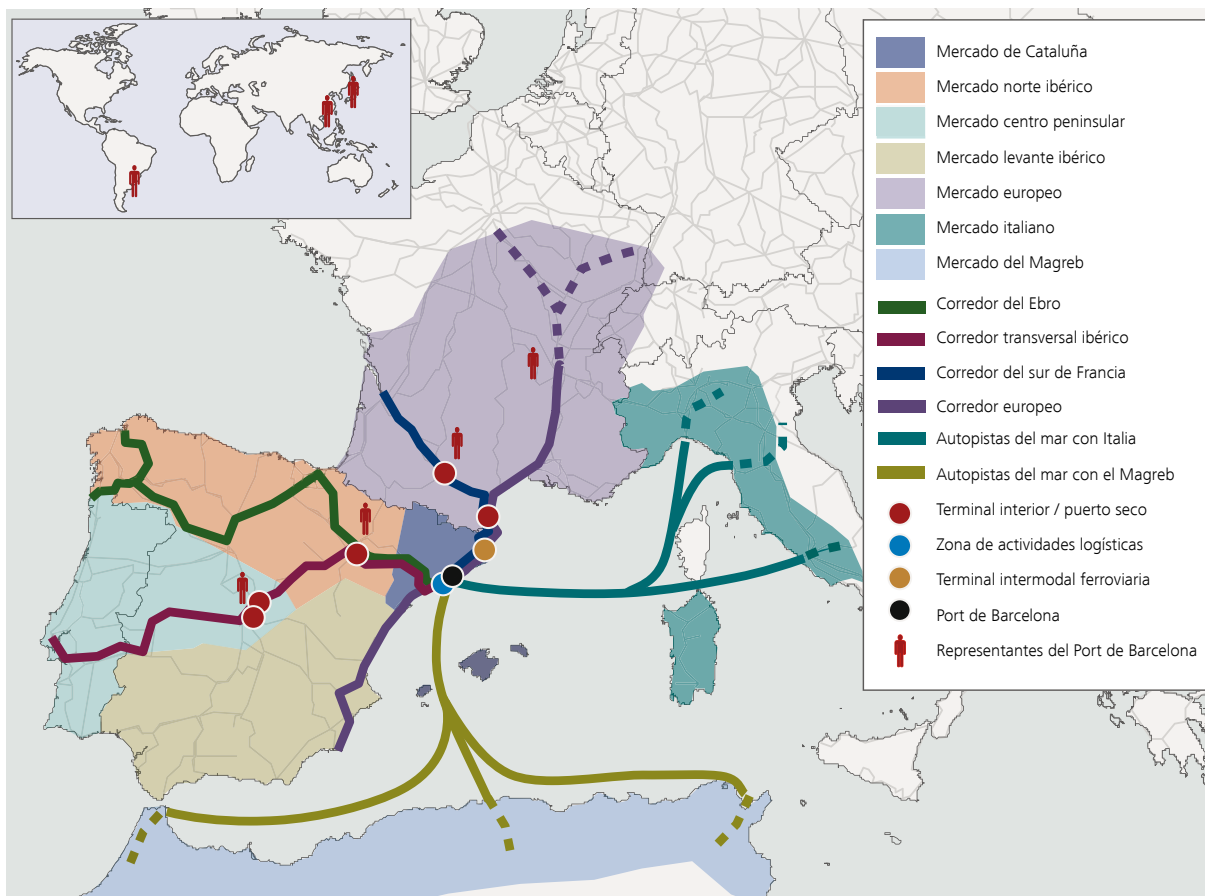 Mercado de Cataluña
Mercado norte ibérico
Mercado centro peninsular
Mercado levante ibérico
Mercado europeo
Mercado italiano
Mercado del Magreb
Corredor del Ebro
Corredor transversal ibérico
Corredor del sur de Francia
Corredor europeo
Autopistas del mar con Italia
Autopistas del mar con el Magreb
Terminal interior / puerto seco
Zona de actividades logísticas
Terminal intermodal ferroviaria
Port de Barcelona
Representantes del Port de Barcelona